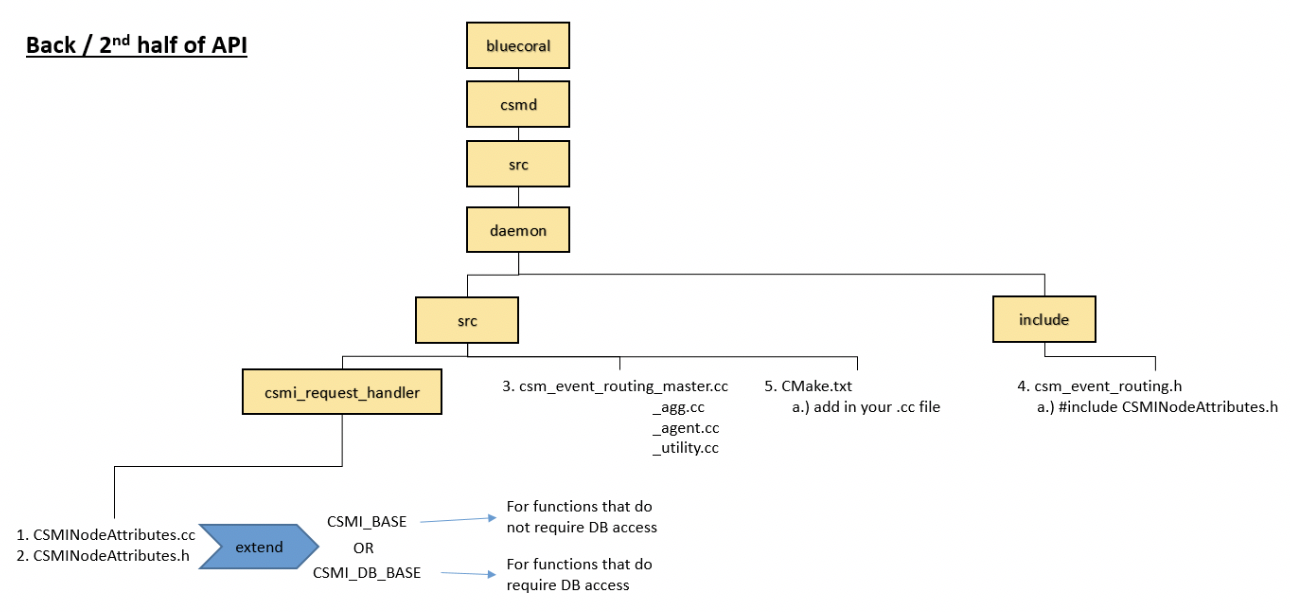 Back / 2nd half of API
bluecoral
csmd
src
daemon
src
include
csmi_request_handler
3. csm_event_routing_master.cc
_agg.cc
_agent.cc
_utility.cc
5. CMake.txt
a.) add in your .cc file
4. csm_event_routing.h
a.) #include CSMINodeAttributes.h
1. CSMINodeAttributes.cc
2. CSMINodeAttributes.h
extend
CSMI_BASE
OR
CSMI_DB_BASE
For functions that do
not require DB access
For functions that do
require DB access